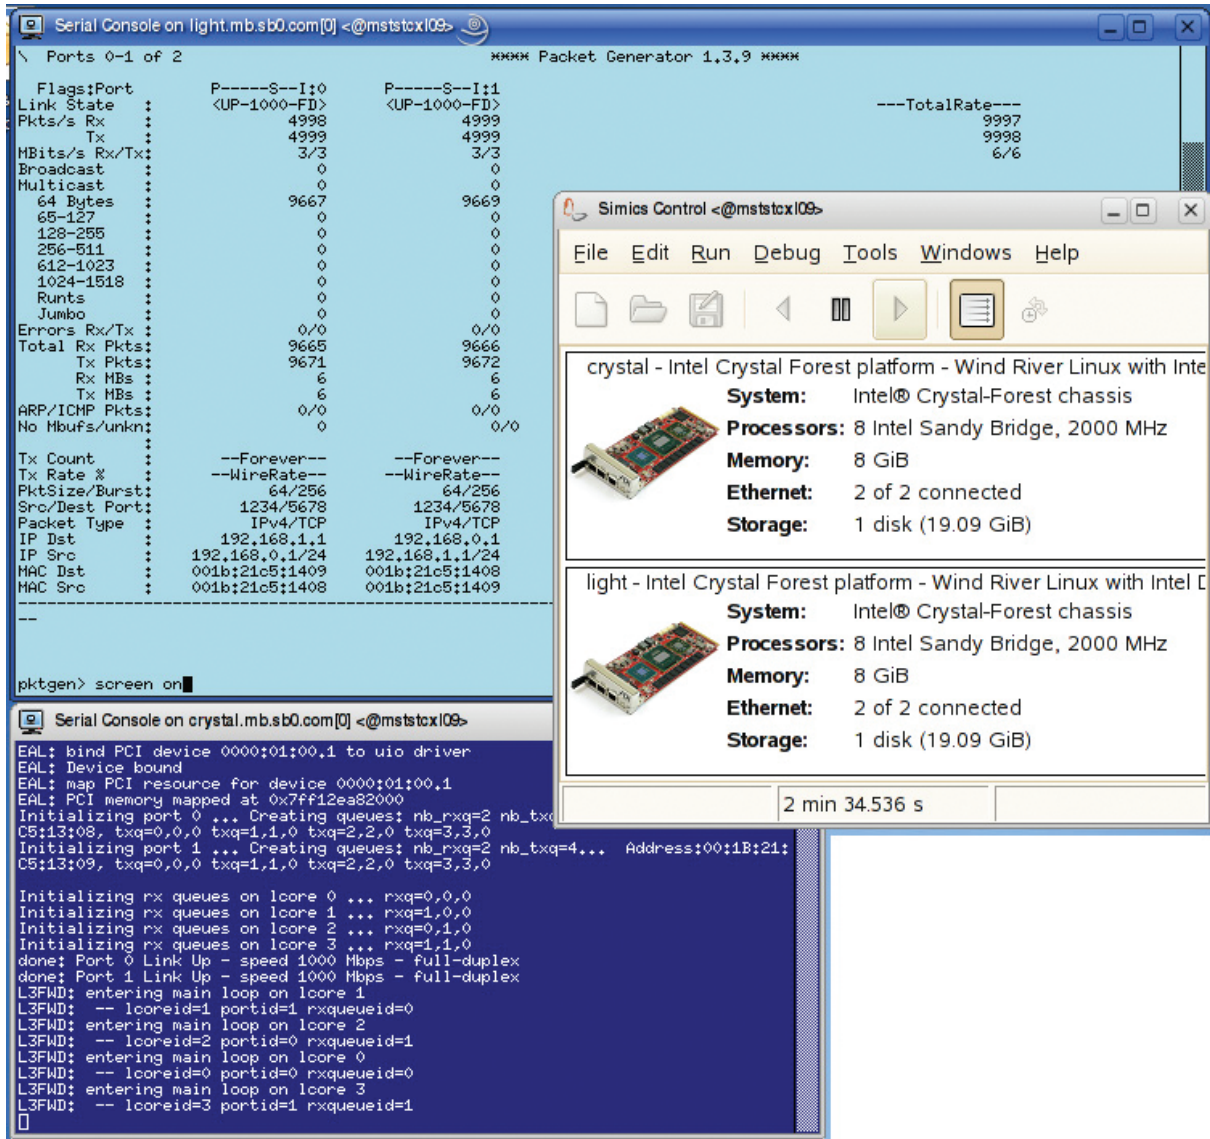 Serial Console on light.mb.sb0.com[0] <@mststcxl09>
\ Ports 0-1 of 2 **** Packet Generator 1.3.9 ****
Flags:Port P-----S--I:0 P-----S--I:1
Link State : <UP-1000-FD> <UP-1000-FD> ---TotalRate---
Pkts/s Rx : 4998 4999 9997
Tx : 4999 4999 9998
MBits/s Rx/Tx: 3/3 3/3 6/6
Broadcast : 0 0
Multicast : 0 0
64 Bytes : 9667 9669
65-127 : 0 0
128-255 : 0 0
256-511 : 0 0
612-1023 : 0 0
1024-1518 : 0 0
Runts : 0 0
Jumbo : 0 0
Errors Rx/Tx : 0/0 0/0
Total Rx Pkts: 9665 9666
Tx Pkts: 9671 9672
Rx MBs : 6 6
Tx MBs : 6 6
ARP/ICMP Pkts: 0/0 0/0
No Mbufs/unkn: 0 0/0
:
Tx Count : --Forever-- --Forever--
Tx Rate % : --WireRate-- --WireRate--
PktSize/Burst: 64/256 64/256
Src/Dest Port: 1234/5678 1234/5678
Packet Type : IPv4/TCP IPv4/TCP
IP Dst : 192.168.1.1 192.168.0.1
IP Src : 192.168.0.1/24 192.168.1.1/24
MAC Dst : 001b:21c5:1409 001b:21c5:1408
MAC Src : 001b:21c5:1408 001b:21c5:1409
--
pktgen> screen on
Simics Control <@mststcxl09>
File Edit Run Debug Tools Windows Help
crystal - Intel Crystal Forest platform - Wind River Linux with Inte
System: Intel® Crystal-Forest chassis
Processors: 8 Intel Sandy Bridge, 2000 MHz
Memory: 8 GiB
Ethernet: 2 of 2 connected
Storage: 1 disk (19.09 GiB)
light - Intel Crystal Forest platform - Wind River Linux with Intel D
System: Intel® Crystal-Forest chassis
Processors: 8 Intel Sandy Bridge, 2000 MHz
Memory: 8 GiB
Ethernet: 2 of 2 connected
Storage: 1 disk (19.09 GiB)
2 min 34.536 s
Serial Console on crystal.mb.sb0.com[0] <@mststcxl09>
EAL: bind PCI device 0000:01:00.1 to uio driver
EAL: Device bound
EAL: map PCI resource for device 0000:01:00.1
EAL: PCI memory mapped at 0x7ff12ea82000
Initializing port 0 ... Creating queues: nb_rxq=2 nb_txq
C5:13:08, txq=0,0,0 txq=1,1,0 txq=2,2,0 txq=3,3,0
Initializing port 1 ... Creating queues: nb_rxq=2 nb_txq=4... Address:00:1B:21:
C5:13:09, txq=0,0,0 txq=1,1,0 txq=2,2,0 txq=3,3,0
Initializing rx queues on lcore 0 ... rxq=0,0,0
Initializing rx queues on lcore 1 ... rxq=1,0,0
Initializing rx queues on lcore 2 ... rxq=0,1,0
Initializing rx queues on lcore 3 ... rxq=1,1,0
done: Port 0 Link Up - speed 1000 Mbps - full-duplex
done: Port 1 Link Up - speed 1000 Mbps - full-duplex
L3FWD: entering main loop on lcore 1
L3FWD: -- lcoreid=1 portid=1 rxqueueid=0
L3FWD: entering main loop on lcore 2
L3FWD: -- lcoreid=2 portid=0 rxqueueid=1
L3FWD: entering main loop on lcore 0
L3FWD: -- lcoreid=0 portid=0 rxqueueid=0
L3FWD: entering main loop on lcore 3
L3FWD: -- lcoreid=3 portid=1 rxqueueid=1